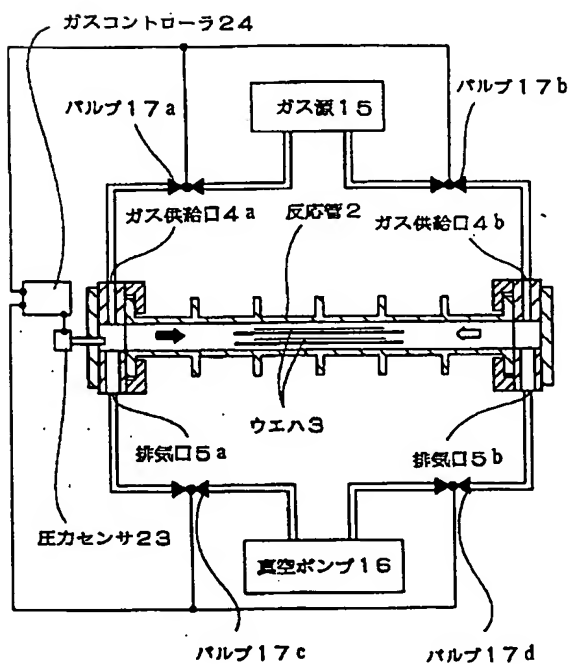 ガスコントローラ24
バルブ17a
ガス源15
バルブ17b
ガス供給口4a
反応管2
ガス供給口4b
ウエハ3
排気口5a
排気口5b
圧力センサ23
真空ポンプ16
バルブ17c
バルブ17d